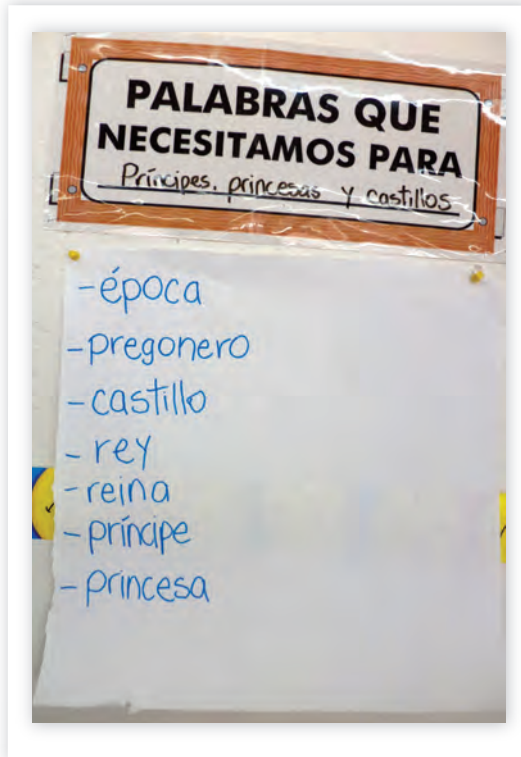 PALABRAS QUE
NECESITAMOS PARA
Príncipes, princesas y castillos
-época
-pregonero
-castillo
- rey
-reina
-príncipe
-princesa